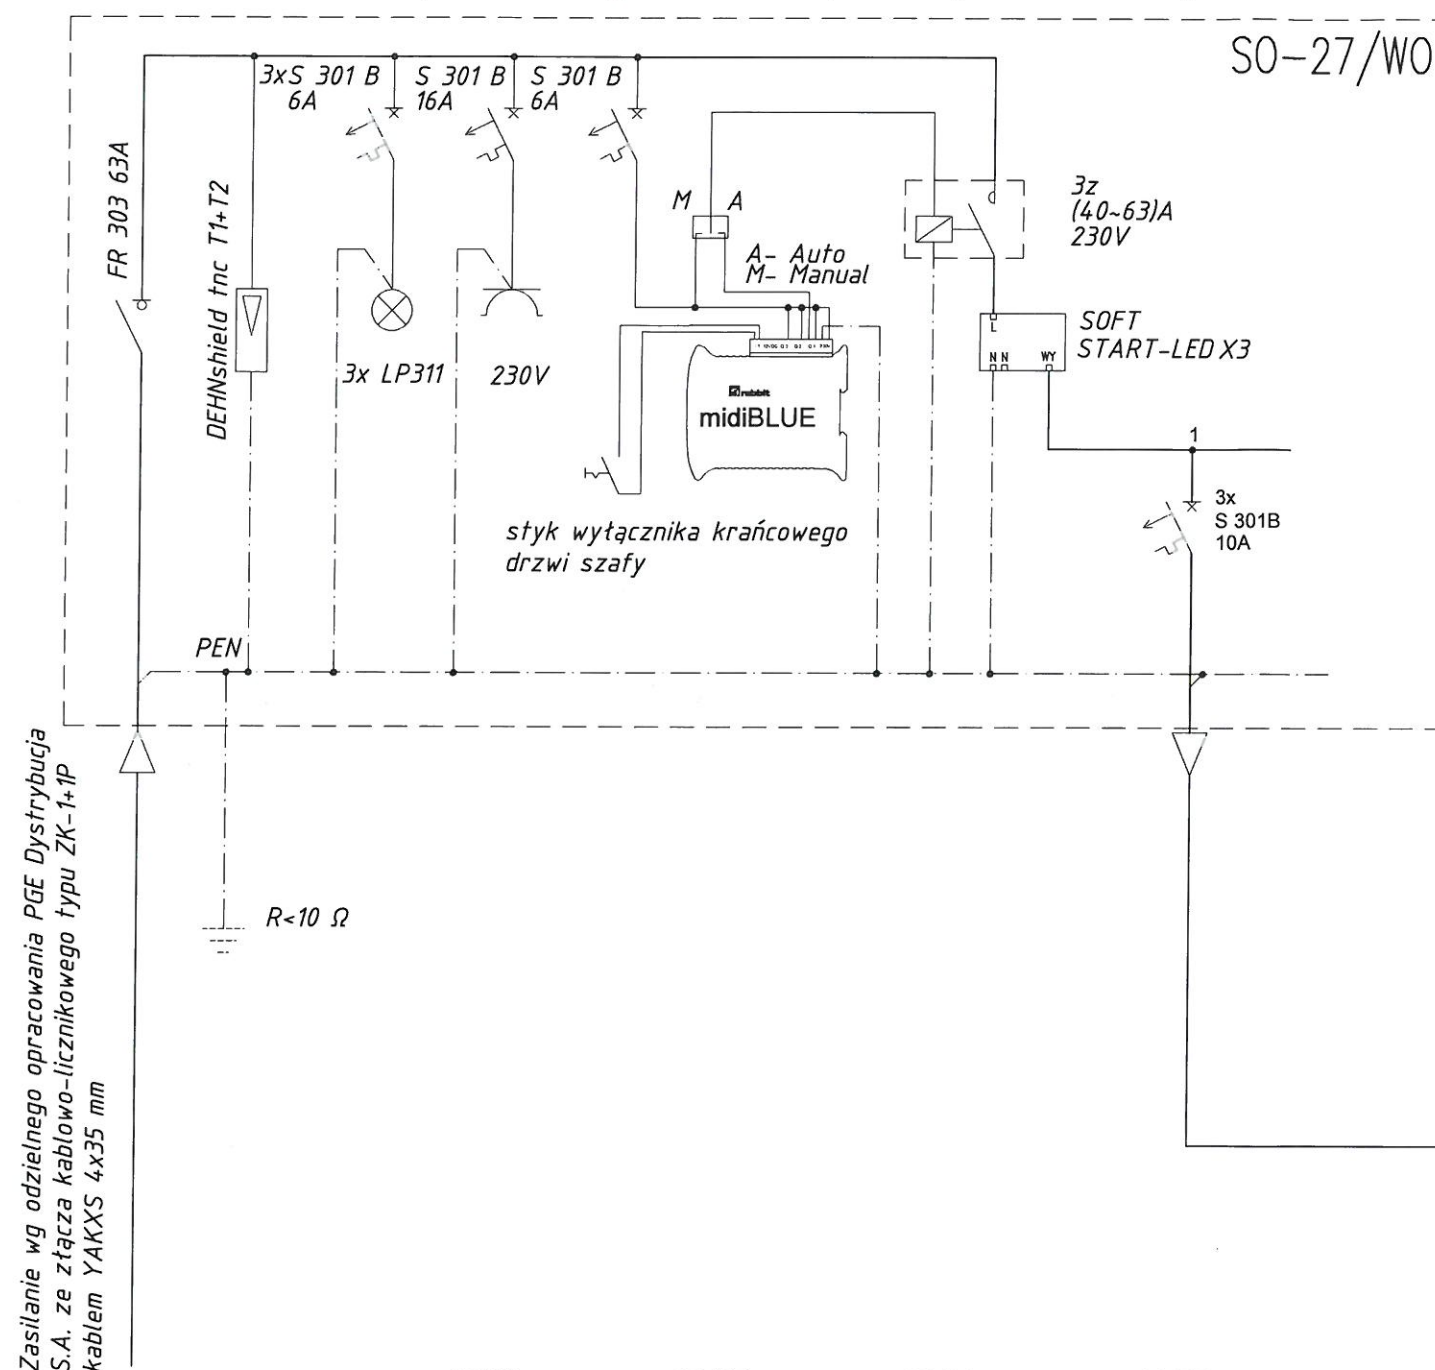 SO-27/WO
3xS 301 B
6A
S 301 B
16A
S 301 B
6A
FR 303 63A
DEHNshield tnc T1+T2
M A
A- Auto
M- Manual
3z
(40~63)A
230V
3x LP311
230V
rabbit
midiBLUE
L
N N WY
SOFT
START-LED X3
1
3x
S 301B
10A
styk wyłącznika krańcowego
drzwi szafy
PEN
R<10 Ω
Zasilanie wg odzielnego opracowania PGE Dystrybucja
S.A. ze złącza kablowo-licznikowego typu ZK-1+1P
kablem YAKXS 4x35 mm